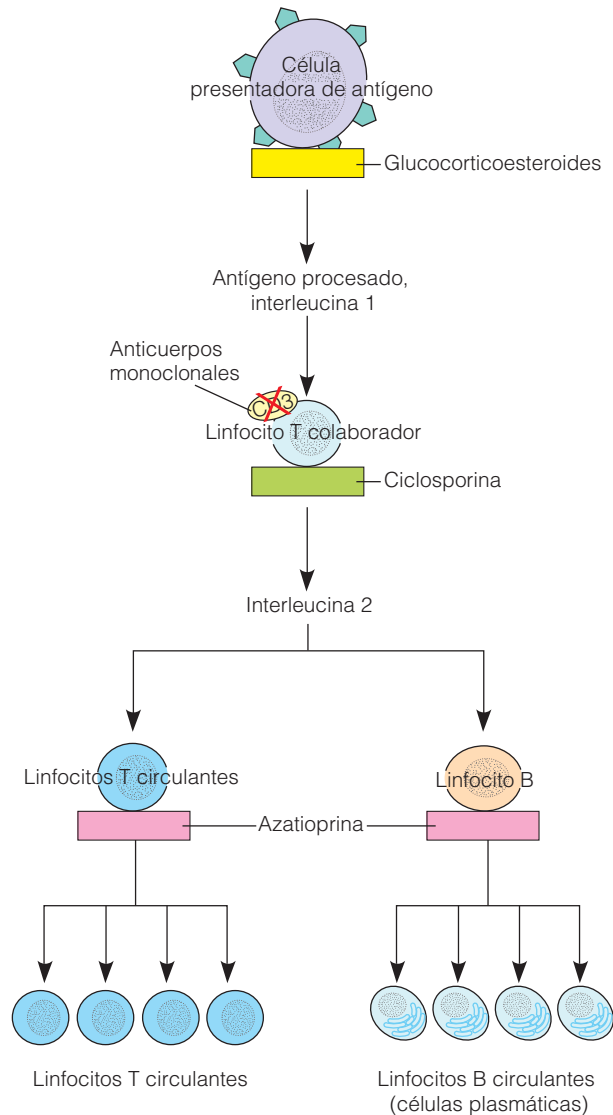 Célula
presentadora de antígeno
Glucocorticoesteroides
Antígeno procesado,
interleucina 1
Anticuerpos
monoclonales
CD3
Linfocito T colaborador
Ciclosporina
Interleucina 2
Linfocitos T circulantes
Linfocito B
Azatioprina
Linfocitos T circulantes
Linfocitos B circulantes
(células plasmáticas)